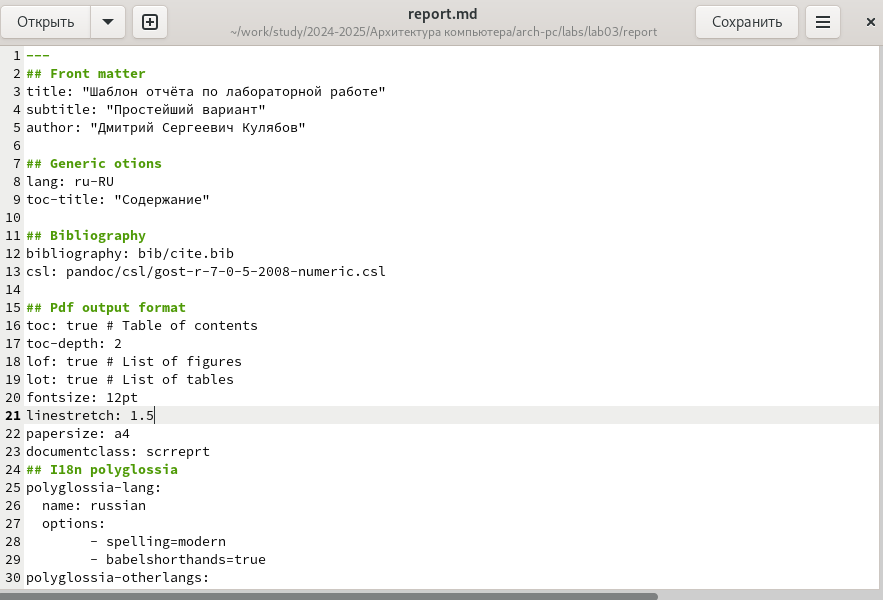 Открыть
report.md
~/work/study/2024-2025/Архитектура компьютера/arch-pc/labs/lab03/report
Сохранить
1 ---
2 ## Front matter
3 title: "Шаблон отчёта по лабораторной работе"
4 subtitle: "Простейший вариант"
5 author: "Дмитрий Сергеевич Кулябов"
6
7 ## Generic otions
8 lang: ru-RU
9 toc-title: "Содержание"
10
11 ## Bibliography
12 bibliography: bib/cite.bib
13 csl: pandoc/csl/gost-r-7-0-5-2008-numeric.csl
14
15 ## Pdf output format
16 toc: true # Table of contents
17 toc-depth: 2
18 lof: true # List of figures
19 lot: true # List of tables
20 fontsize: 12pt
21 linestretch: 1.5
22 papersize: a4
23 documentclass: scrreprt
24 ## I18n polyglossia
25 polyglossia-lang:
26   name: russian
27   options:
28         - spelling=modern
29         - babelshorthands=true
30 polyglossia-otherlangs: